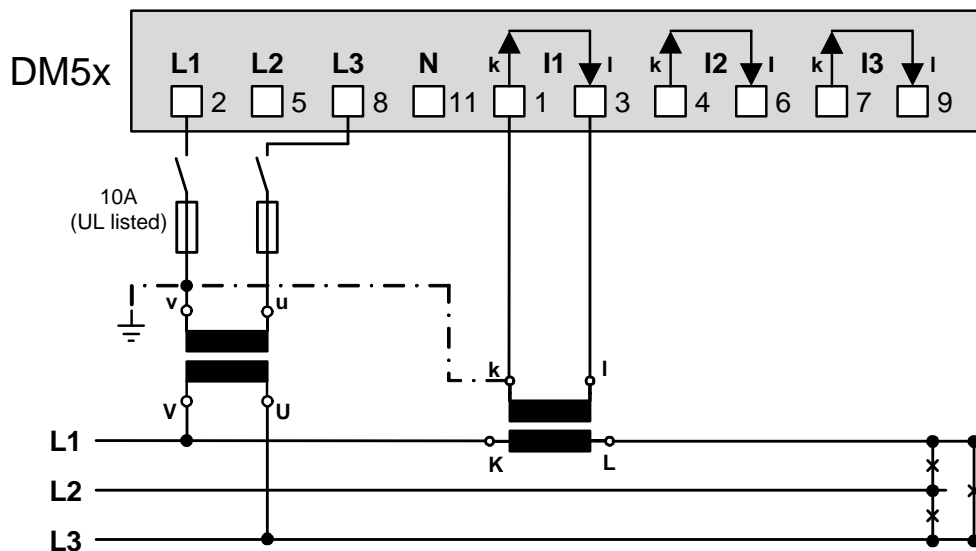 DM5x
L1 L2 L3 N k I1 l k I2 l k I3 l
2 5 8 11 1 3 4 6 7 9
10A
(UL listed)
v u
k l
V U
L1
K L
L2
L3